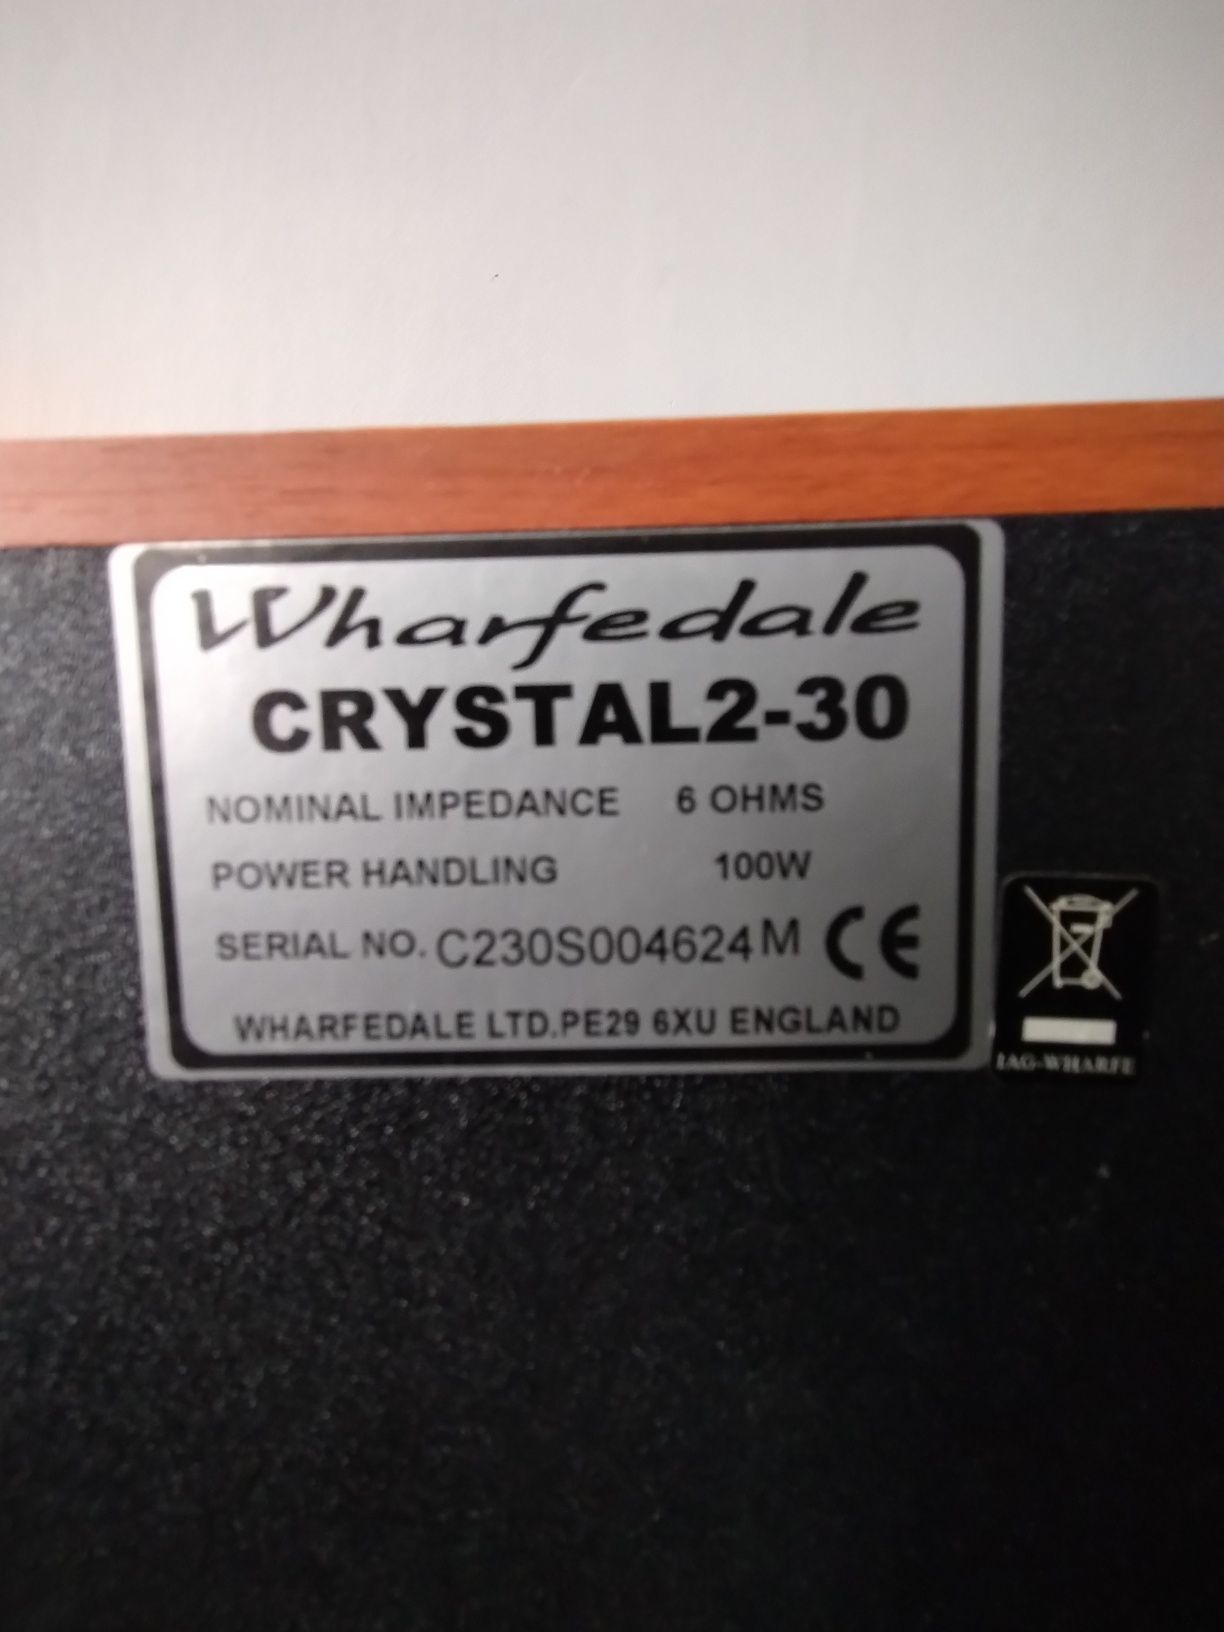 Wharfedale
CRYSTAL2-30
NOMINAL IMPEDANCE 6 OHMS
POWER HANDLING 100W
SERIAL NO. C230S004624M CE
WHARFEDALE LTD.PE29 6XU ENGLAND
IAG-WHARFE